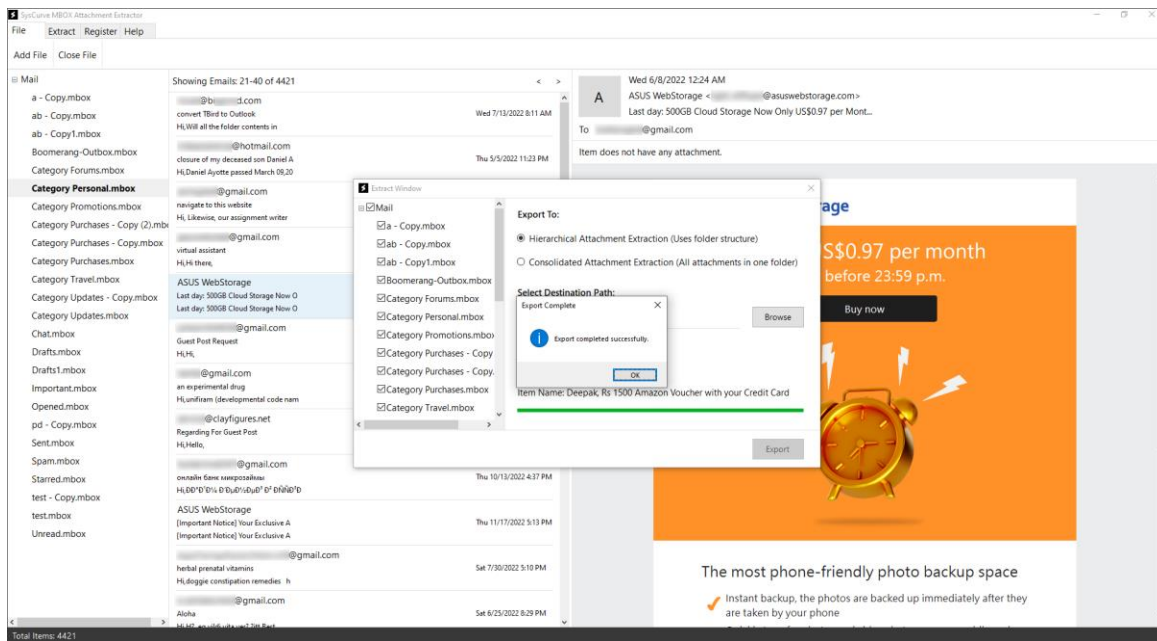 SysCurve MBOX Attachment Extractor
File Extract Register Help
Add File Close File
Mail
a - Copy.mbox
ab - Copy.mbox
ab - Copy1.mbox
Boomerang-Outbox.mbox
Category Forums.mbox
Category Personal.mbox
Category Promotions.mbox
Category Purchases - Copy (2).mb
Category Purchases - Copy.mbox
Category Purchases.mbox
Category Travel.mbox
Category Updates - Copy.mbox
Category Updates.mbox
Chat.mbox
Drafts.mbox
Drafts1.mbox
Important.mbox
Opened.mbox
pd - Copy.mbox
Sent.mbox
Spam.mbox
Starred.mbox
test - Copy.mbox
test.mbox
Unread.mbox
Total Items: 4421
Showing Emails: 21-40 of 4421 < >
d.com
convert TBird to Outlook Wed 7/13/2022 8:11 AM
Hi,Will all the folder contents in
@hotmail.com
closure of my deceased son Daniel A Thu 5/5/2022 11:23 PM
Hi,Daniel Ayotte passed March 09,20
@gmail.com
navigate to this website
Hi, Likewise, our assignment writer
@gmail.com
virtual assistant
Hi,Hi there,
ASUS WebStorage
Last day: 500GB Cloud Storage Now O
Last day: 500GB Cloud Storage Now O
@gmail.com
Guest Post Request
Hi,Hi,
@gmail.com
an experimental drug
Hi,unifiram (developmental code nam
@clayfigures.net
Regarding For Guest Post
Hi,Hello,
@gmail.com
онлайн банк микрозаймы Thu 10/13/2022 4:37 PM
ASUS WebStorage
[Important Notice] Your Exclusive A Thu 11/17/2022 5:13 PM
[Important Notice] Your Exclusive A
@gmail.com
herbal prenatal vitamins Sat 7/30/2022 5:10 PM
Hi,doggie constipation remedies h
@gmail.com
Aloha Sat 6/25/2022 8:29 PM
A
Wed 6/8/2022 12:24 AM
ASUS WebStorage < @asuswebstorage.com>
Last day: 500GB Cloud Storage Now Only US$0.97 per Mont...
To @gmail.com
Item does not have any attachment.
Extract Window
Mail
a - Copy.mbox
ab - Copy.mbox
ab - Copy1.mbox
Boomerang-Outbox.mbox
Category Forums.mbox
Category Personal.mbox
Category Promotions.mbo
Category Purchases - Copy
Category Purchases - Copy.
Category Purchases.mbox
Category Travel.mbox
Export To:
Hierarchical Attachment Extraction (Uses folder structure)
Consolidated Attachment Extraction (All attachments in one folder)
Select Destination Path:
Browse
Export Complete
Export completed successfully.
OK
Item Name: Deepak, Rs 1500 Amazon Voucher with your Credit Card
Export
rage
S$0.97 per month
before 23:59 p.m.
Buy now
The most phone-friendly photo backup space
Instant backup, the photos are backed up immediately after they
are taken by your phone